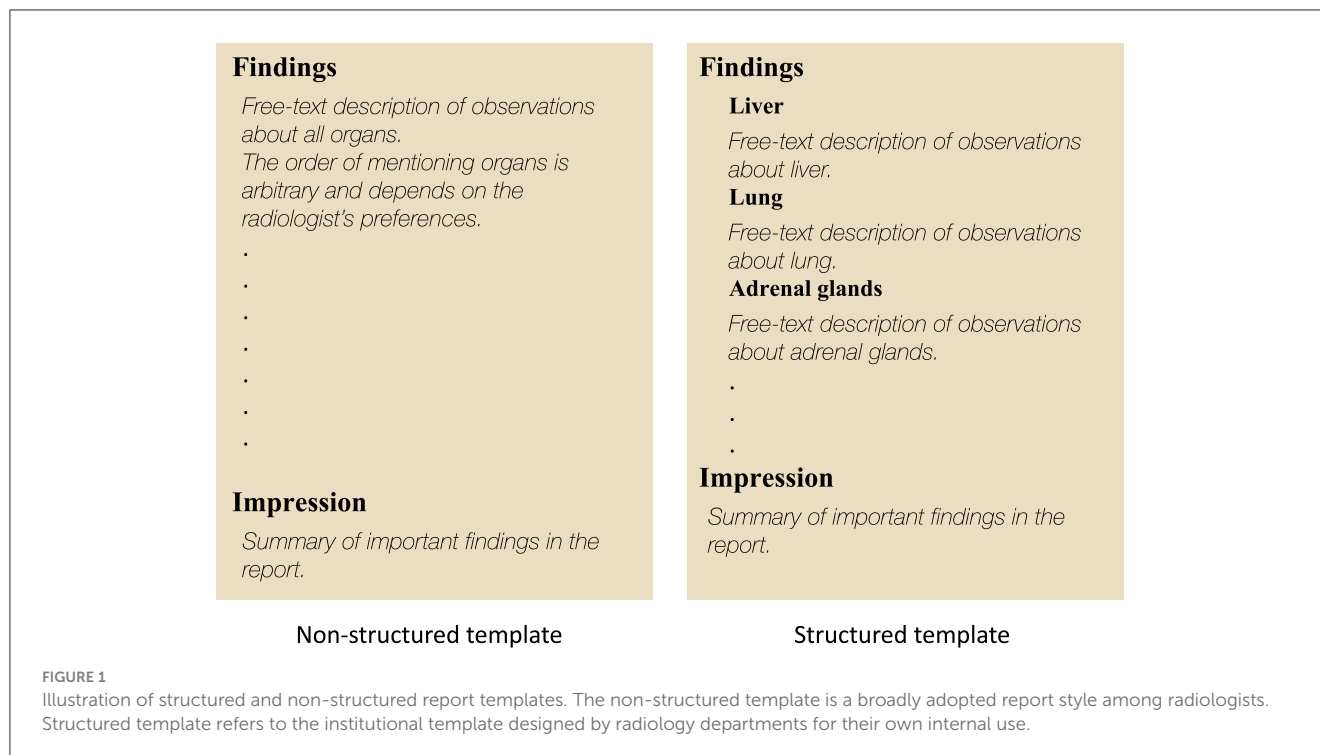 Findings
Free-text description of observations
about all organs.
The order of mentioning organs is
arbitrary and depends on the
radiologist's preferences.
.
.
.
.
.
.
.
Impression
Summary of important findings in the
report.
Non-structured template
Findings
Liver
Free-text description of observations
about liver.
Lung
Free-text description of observations
about lung.
Adrenal glands
Free-text description of observations
about adrenal glands.
.
.
.
Impression
Summary of important findings in the
report.
Structured template
FIGURE 1
Illustration of structured and non-structured report templates. The non-structured template is a broadly adopted report style among radiologists.
Structured template refers to the institutional template designed by radiology departments for their own internal use.